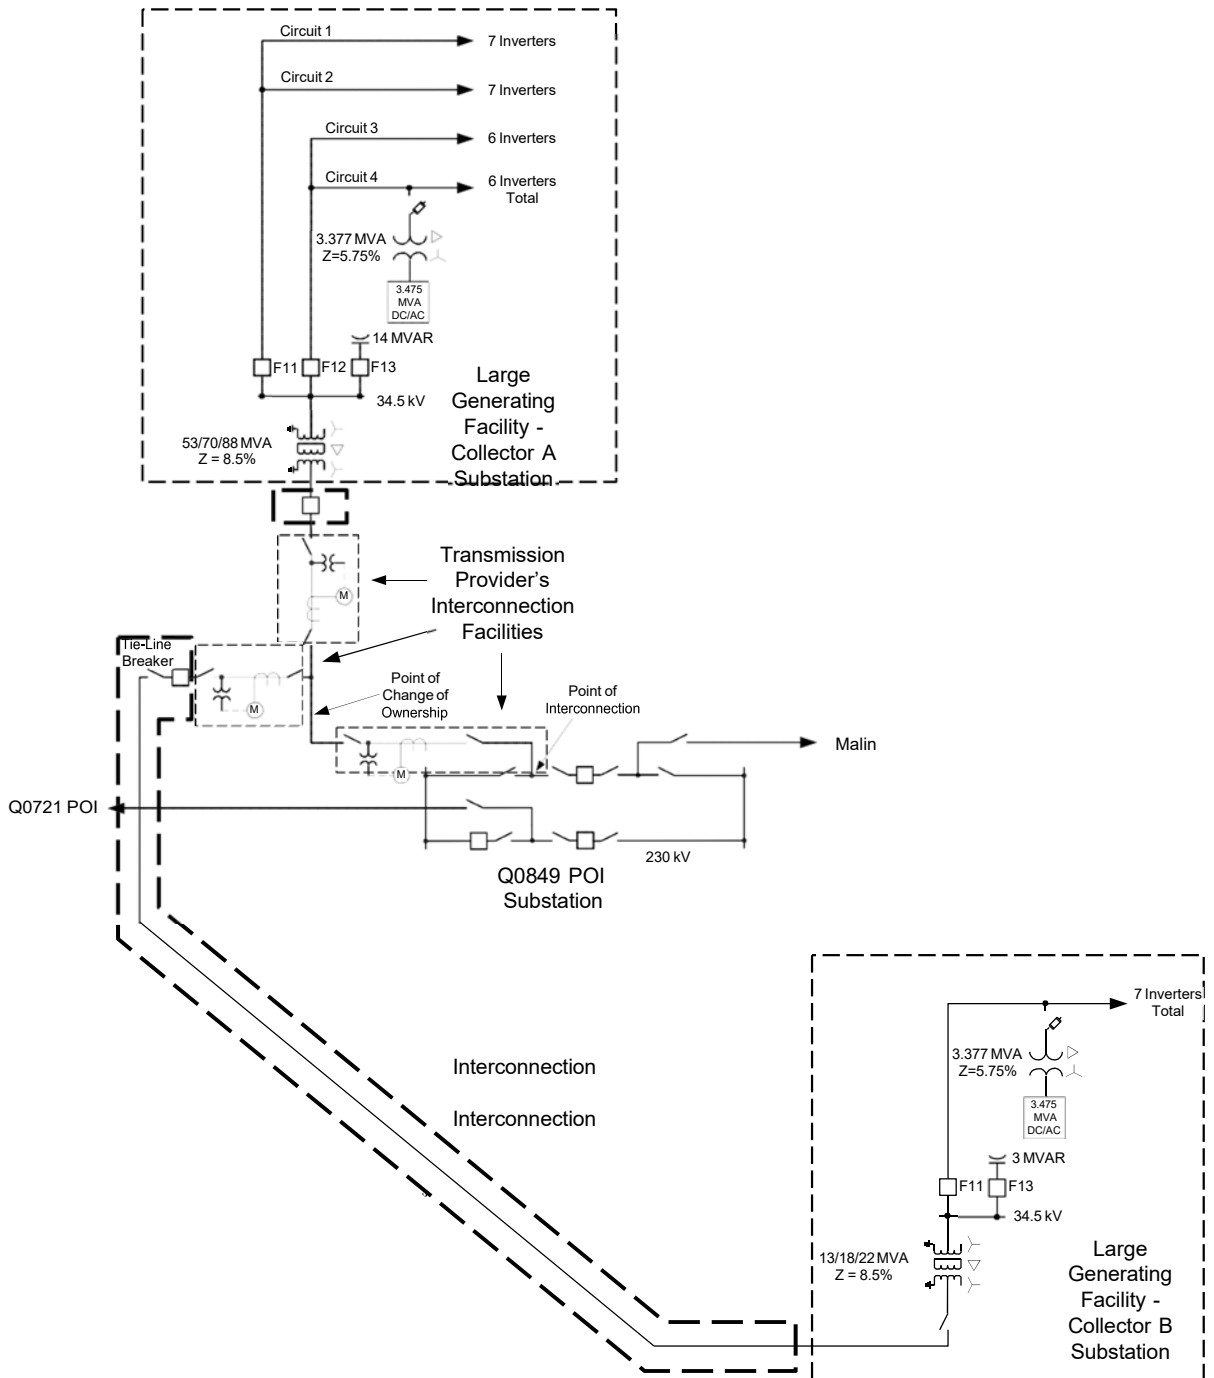 Circuit 1
7 Inverters
Circuit 2
7 Inverters
Circuit 3
6 Inverters
Circuit 4
6 Inverters
Total
3.377 MVA
Z=5.75%
3.475
MVA
DC/AC
14 MVAR
F11
F12
F13
34.5 kV
Large
Generating
Facility -
Collector A
Substation
53/70/88 MVA
Z = 8.5%
Transmission
Provider's
Interconnection
Facilities
M
Tie-Line
Breaker
M
Point of
Change of
Ownership
Point of
Interconnection
M
Malin
Q0721 POI
230 kV
Q0849 POI
Substation
Interconnection
Interconnection
7 Inverters
Total
3.377 MVA
Z=5.75%
3.475
MVA
DC/AC
3 MVAR
F11
F13
34.5 kV
13/18/22 MVA
Z = 8.5%
Large
Generating
Facility -
Collector B
Substation